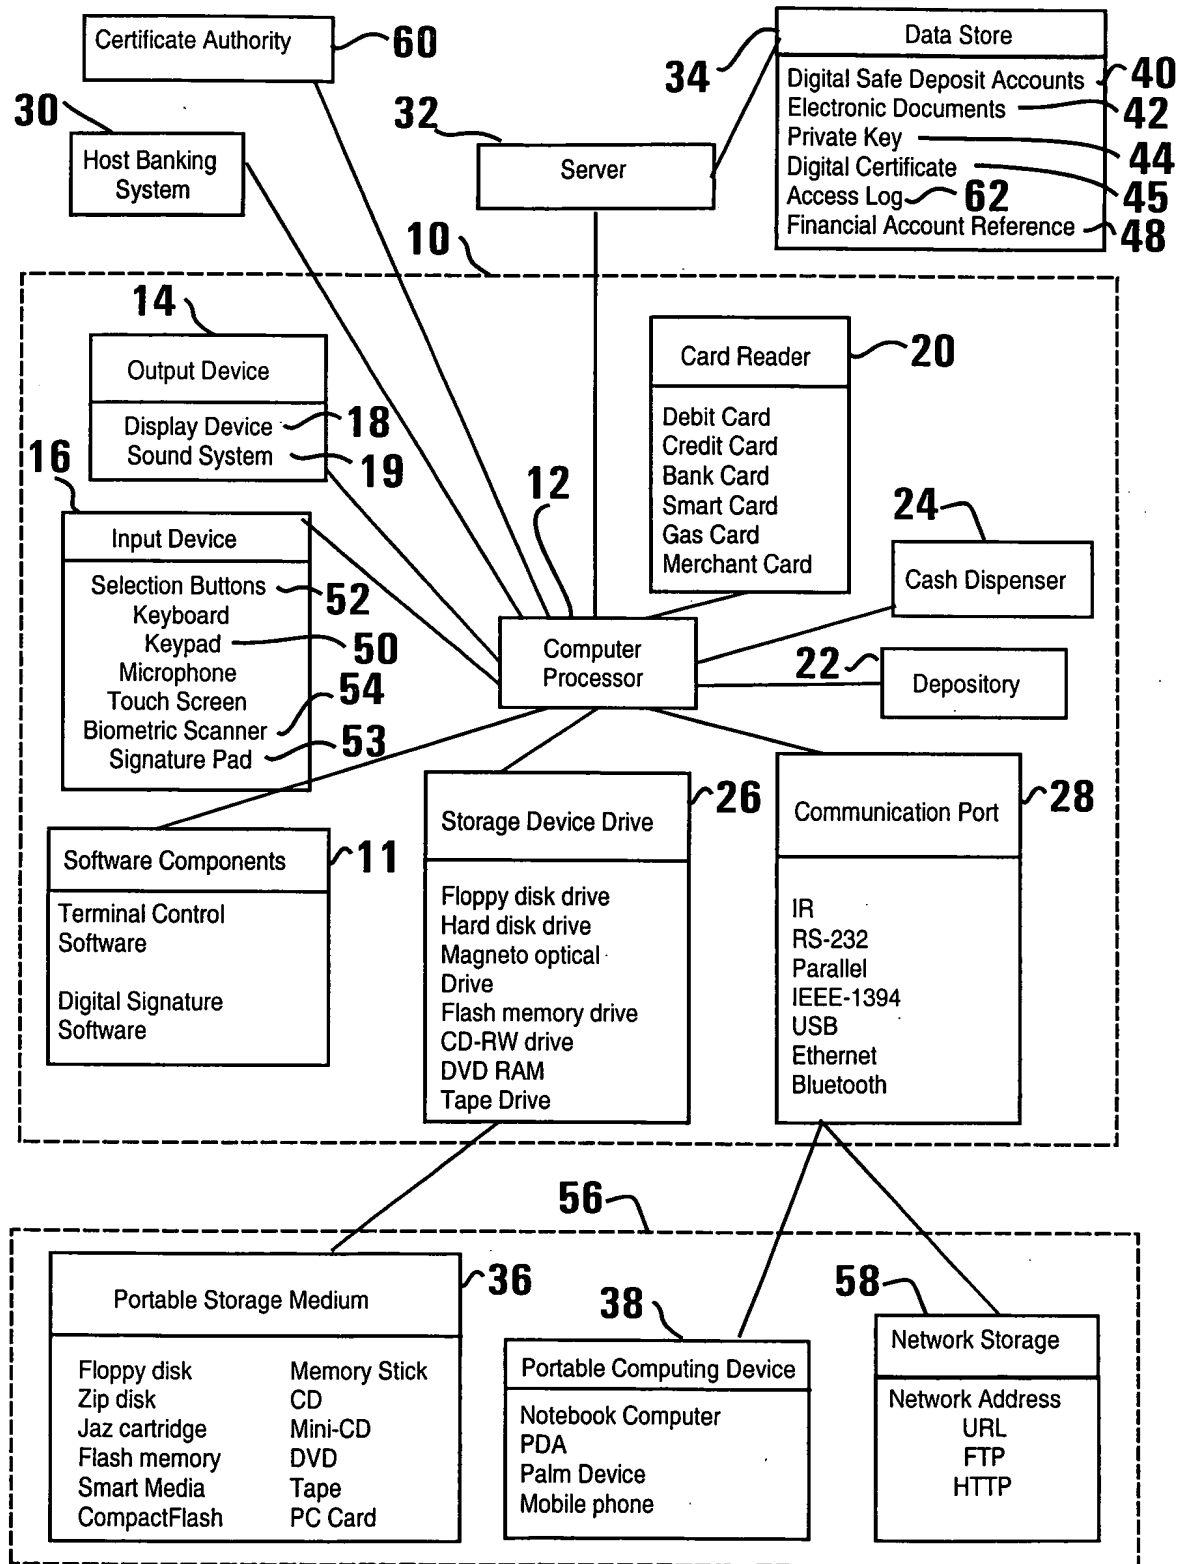 Certificate Authority
60
34
Data Store
Digital Safe Deposit Accounts
40
Electronic Documents
42
Private Key
44
Digital Certificate
45
Access Log
62
Financial Account Reference
48
30
Host Banking
System
32
Server
10
14
Output Device
Display Device
18
Sound System
19
Card Reader
20
Debit Card
Credit Card
Bank Card
Smart Card
Gas Card
Merchant Card
16
Input Device
Selection Buttons
52
Keyboard
Keypad
50
Microphone
Touch Screen
Biometric Scanner
54
Signature Pad
53
12
Computer
Processor
24
Cash Dispenser
22
Depository
Software Components
11
Terminal Control
Software
Digital Signature
Software
Storage Device Drive
26
Floppy disk drive
Hard disk drive
Magneto optical
Drive
Flash memory drive
CD-RW drive
DVD RAM
Tape Drive
Communication Port
28
IR
RS-232
Parallel
IEEE-1394
USB
Ethernet
Bluetooth
56
Portable Storage Medium
36
Floppy disk
Zip disk
Jaz cartridge
Flash memory
Smart Media
CompactFlash
Memory Stick
CD
Mini-CD
DVD
Tape
PC Card
38
Portable Computing Device
Notebook Computer
PDA
Palm Device
Mobile phone
58
Network Storage
Network Address
URL
FTP
HTTP